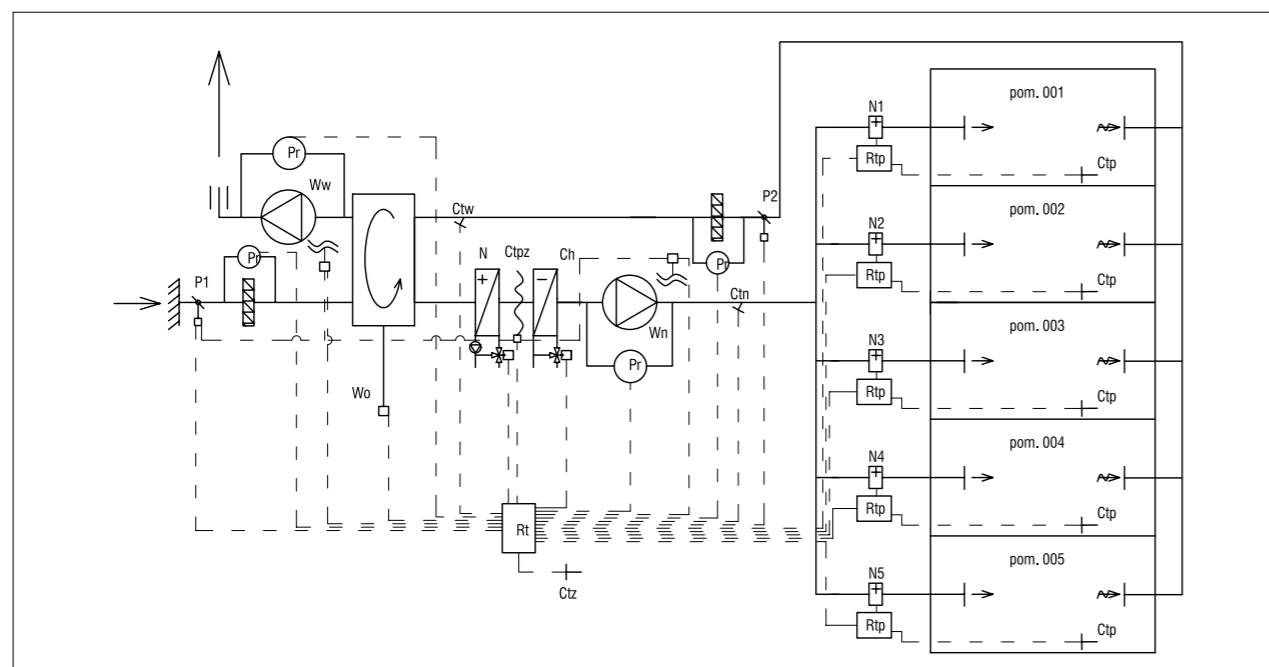 pom. 001
N1
Pr
Rtp
Ctp
Ww
P2
Ctw
pom. 002
N2
Pr
N
Ctpz
Ch
Pr
Rtp
Ctp
P1
Ctn
pom. 003
Wn
N3
Pr
Rtp
Wo
Ctp
pom. 004
N4
Rtp
Rt
Ctp
pom. 005
Ctz
N5
Rtp
Ctp